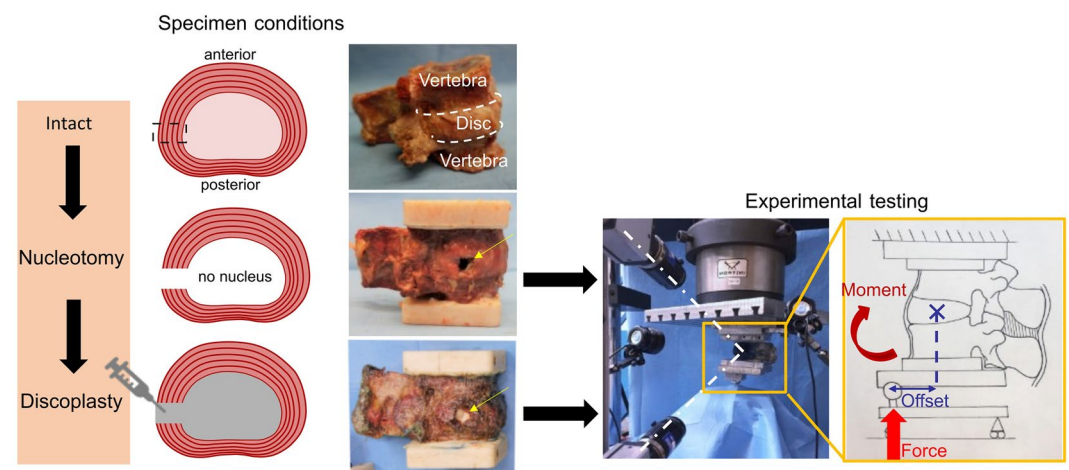 Specimen conditions
anterior
Intact
posterior
Vertebra
Disc
Vertebra
Nucleotomy
no nucleus
Discoplasty
Experimental testing
Moment
Offset
Force